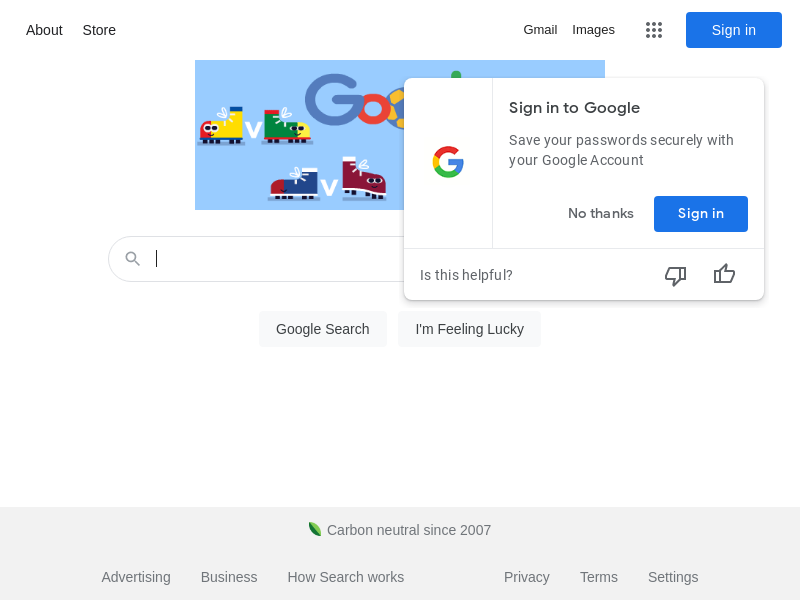 About Store Gmail Images Sign in
Goo
V
V
Sign in to Google
Save your passwords securely with
your Google Account
No thanks Sign in
Is this helpful?
Google Search I'm Feeling Lucky
Carbon neutral since 2007
Advertising Business How Search works Privacy Terms Settings